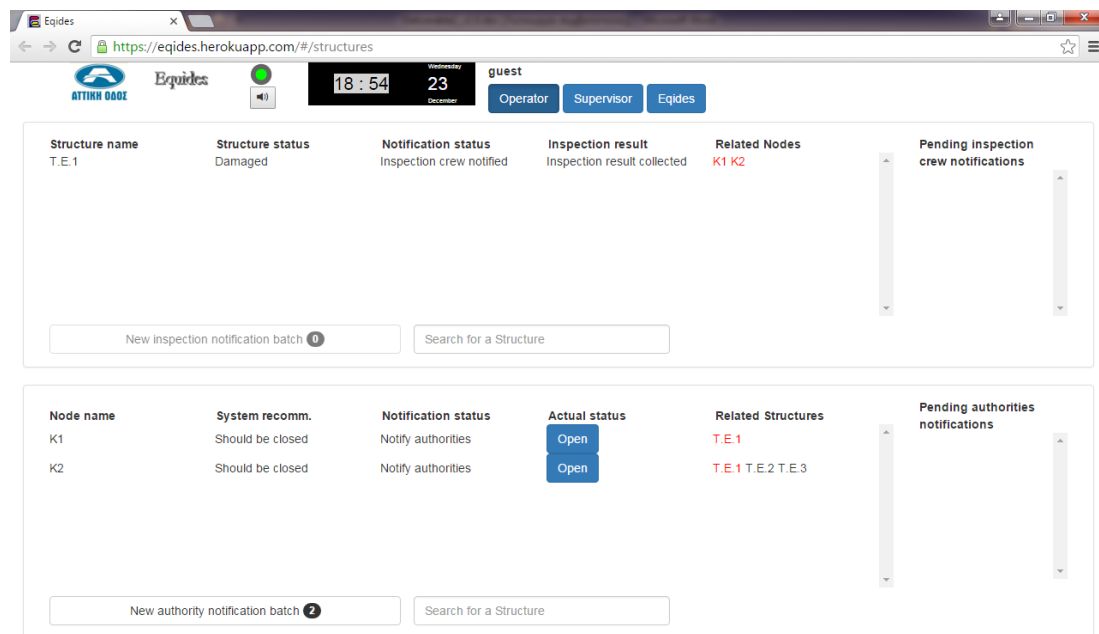 Eqides
https://eqides.herokuapp.com/#/structures
ΑΤΤΙΚΗ ΟΔΟΣ
Equides
18 : 54
Wednesday
23
December
guest
Operator Supervisor Eqides
Structure name Structure status Notification status Inspection result Related Nodes Pending inspection
crew notifications
T.E.1 Damaged Inspection crew notified Inspection result collected K1 K2
New inspection notification batch 0 Search for a Structure
Node name System recomm. Notification status Actual status Related Structures Pending authorities
notifications
K1 Should be closed Notify authorities Open T.E.1
K2 Should be closed Notify authorities Open T.E.1 T.E.2 T.E.3
New authority notification batch 2 Search for a Structure